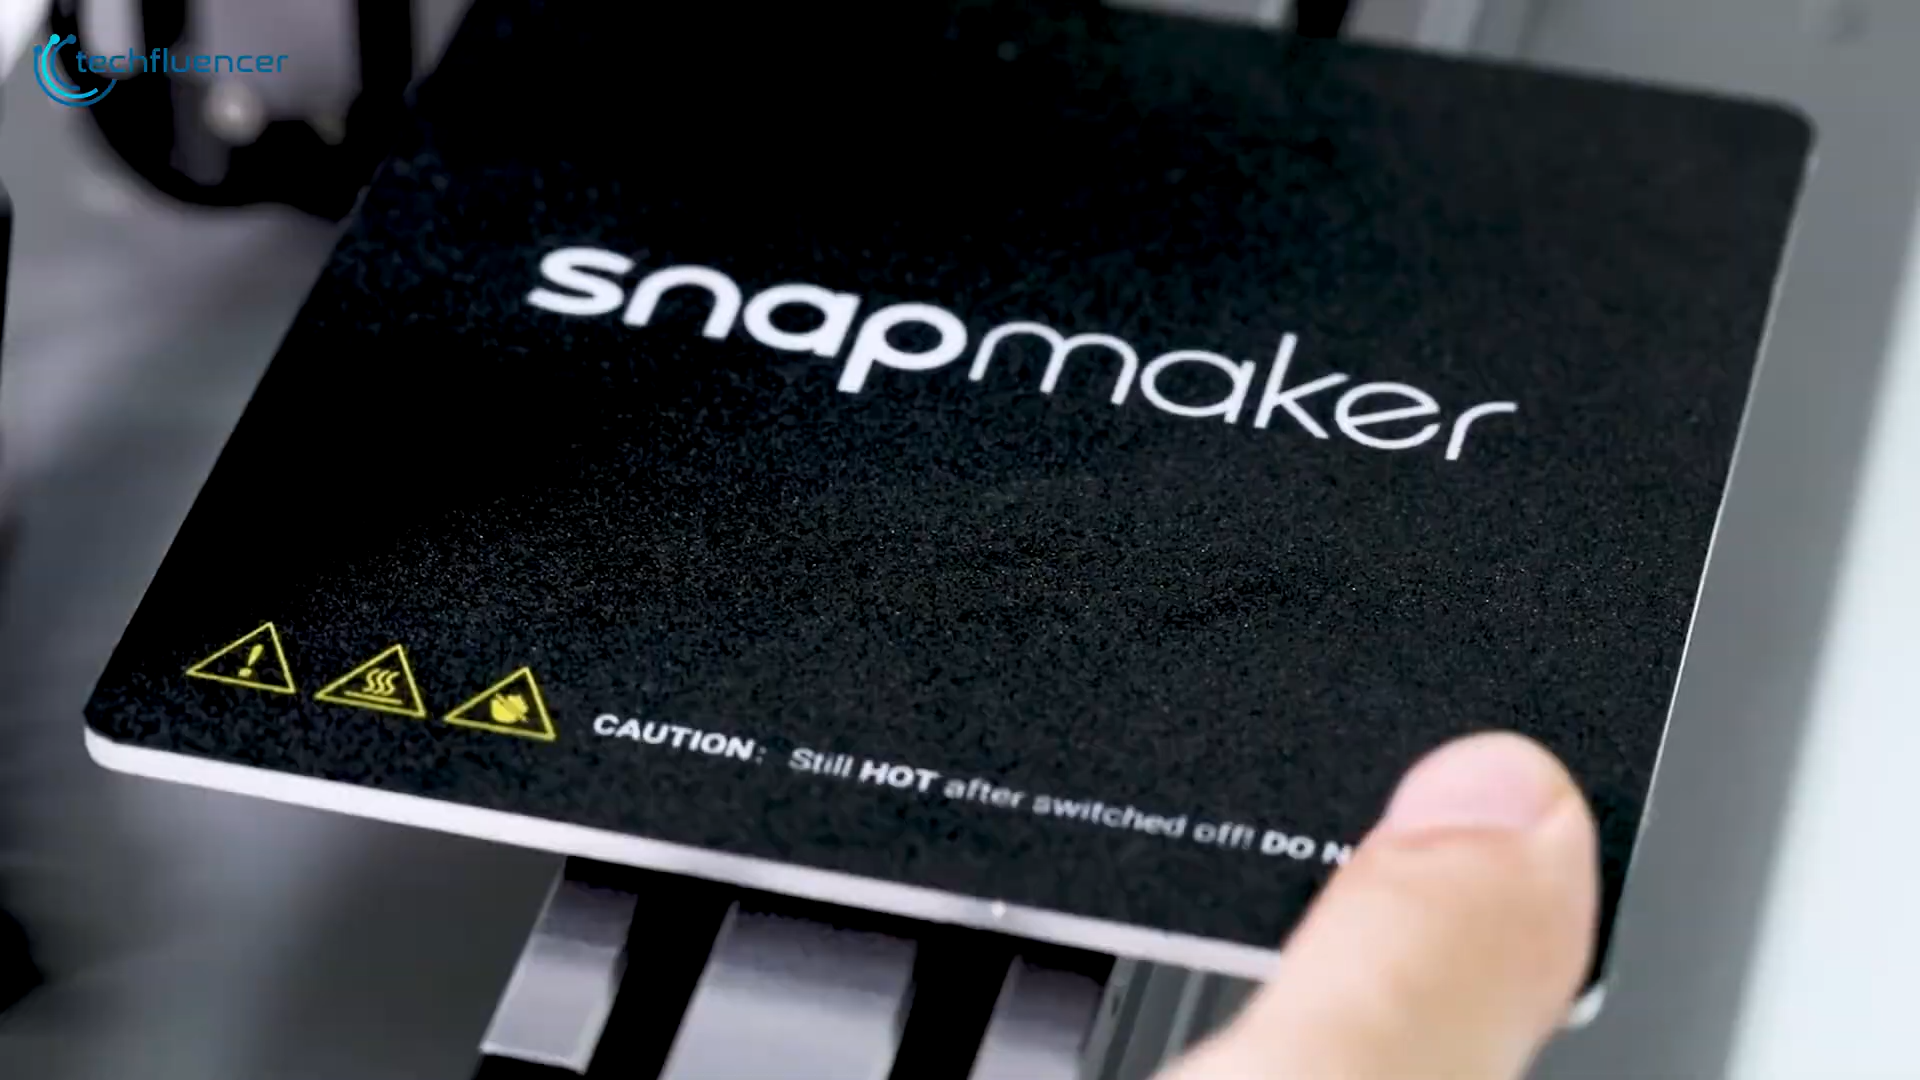 techfluencer
snapmaker
CAUTION: Still HOT after switched off! DO